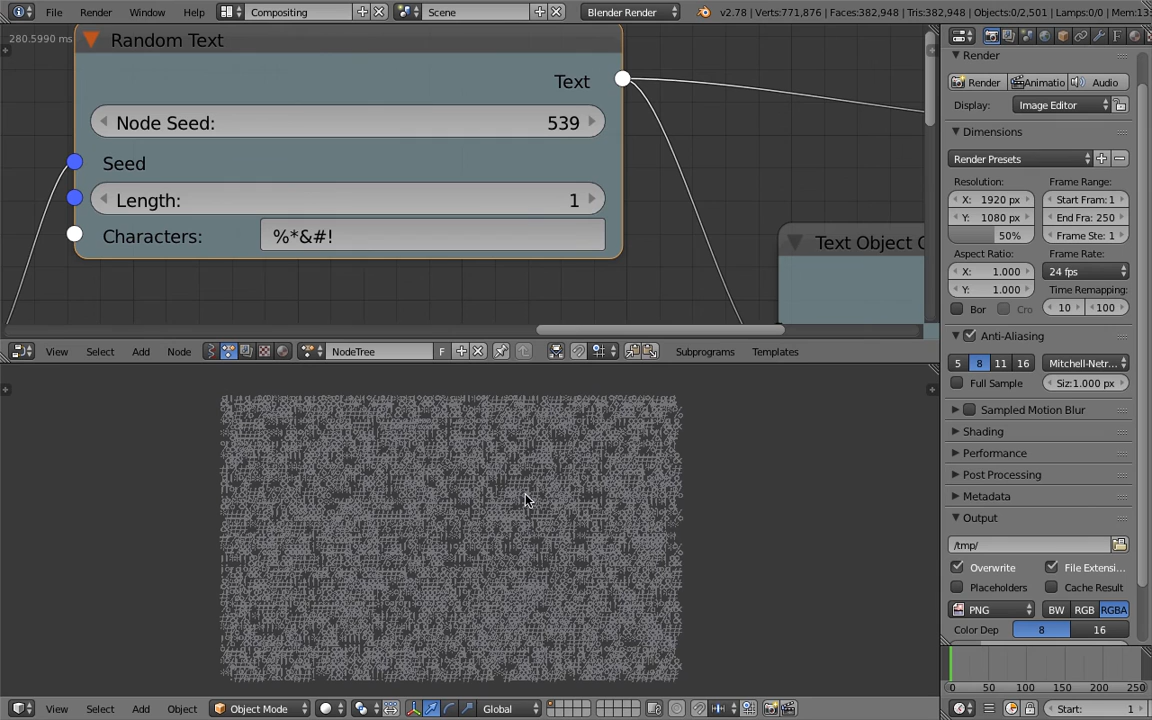 File Render Window Help Compositing Scene Blender Render v2.78 | Verts:771,876 | Faces:382,948 | Tris:382,948 | Objects:0/2,501 | Lamps:0/0 | Mem:13
280.5990 ms
Random Text
Text
Node Seed: 539
Seed
Length: 1
Characters: %*&#!
Text Object
View Select Add Node NodeTree F Subprograms Templates
View Select Add Object Object Mode Global
Render
Render Animatio Audio
Display: Image Editor
Dimensions
Render Presets
Resolution: Frame Range:
X: 1920 px Start Fram: 1
Y: 1080 px End Fra: 250
50% Frame Ste: 1
Aspect Ratio: Frame Rate:
X: 1.000 24 fps
Y: 1.000 Time Remapping:
Bor Cro 10 100
Anti-Aliasing
5 8 11 16 Mitchell-Netr...
Full Sample Siz:1.000 px
Sampled Motion Blur
Shading
Performance
Post Processing
Metadata
Output
/tmp/
Overwrite File Extensi...
Placeholders Cache Result
PNG BW RGB RGBA
Color Dep 8 16
0 50 100 150 200 250
Start: 1